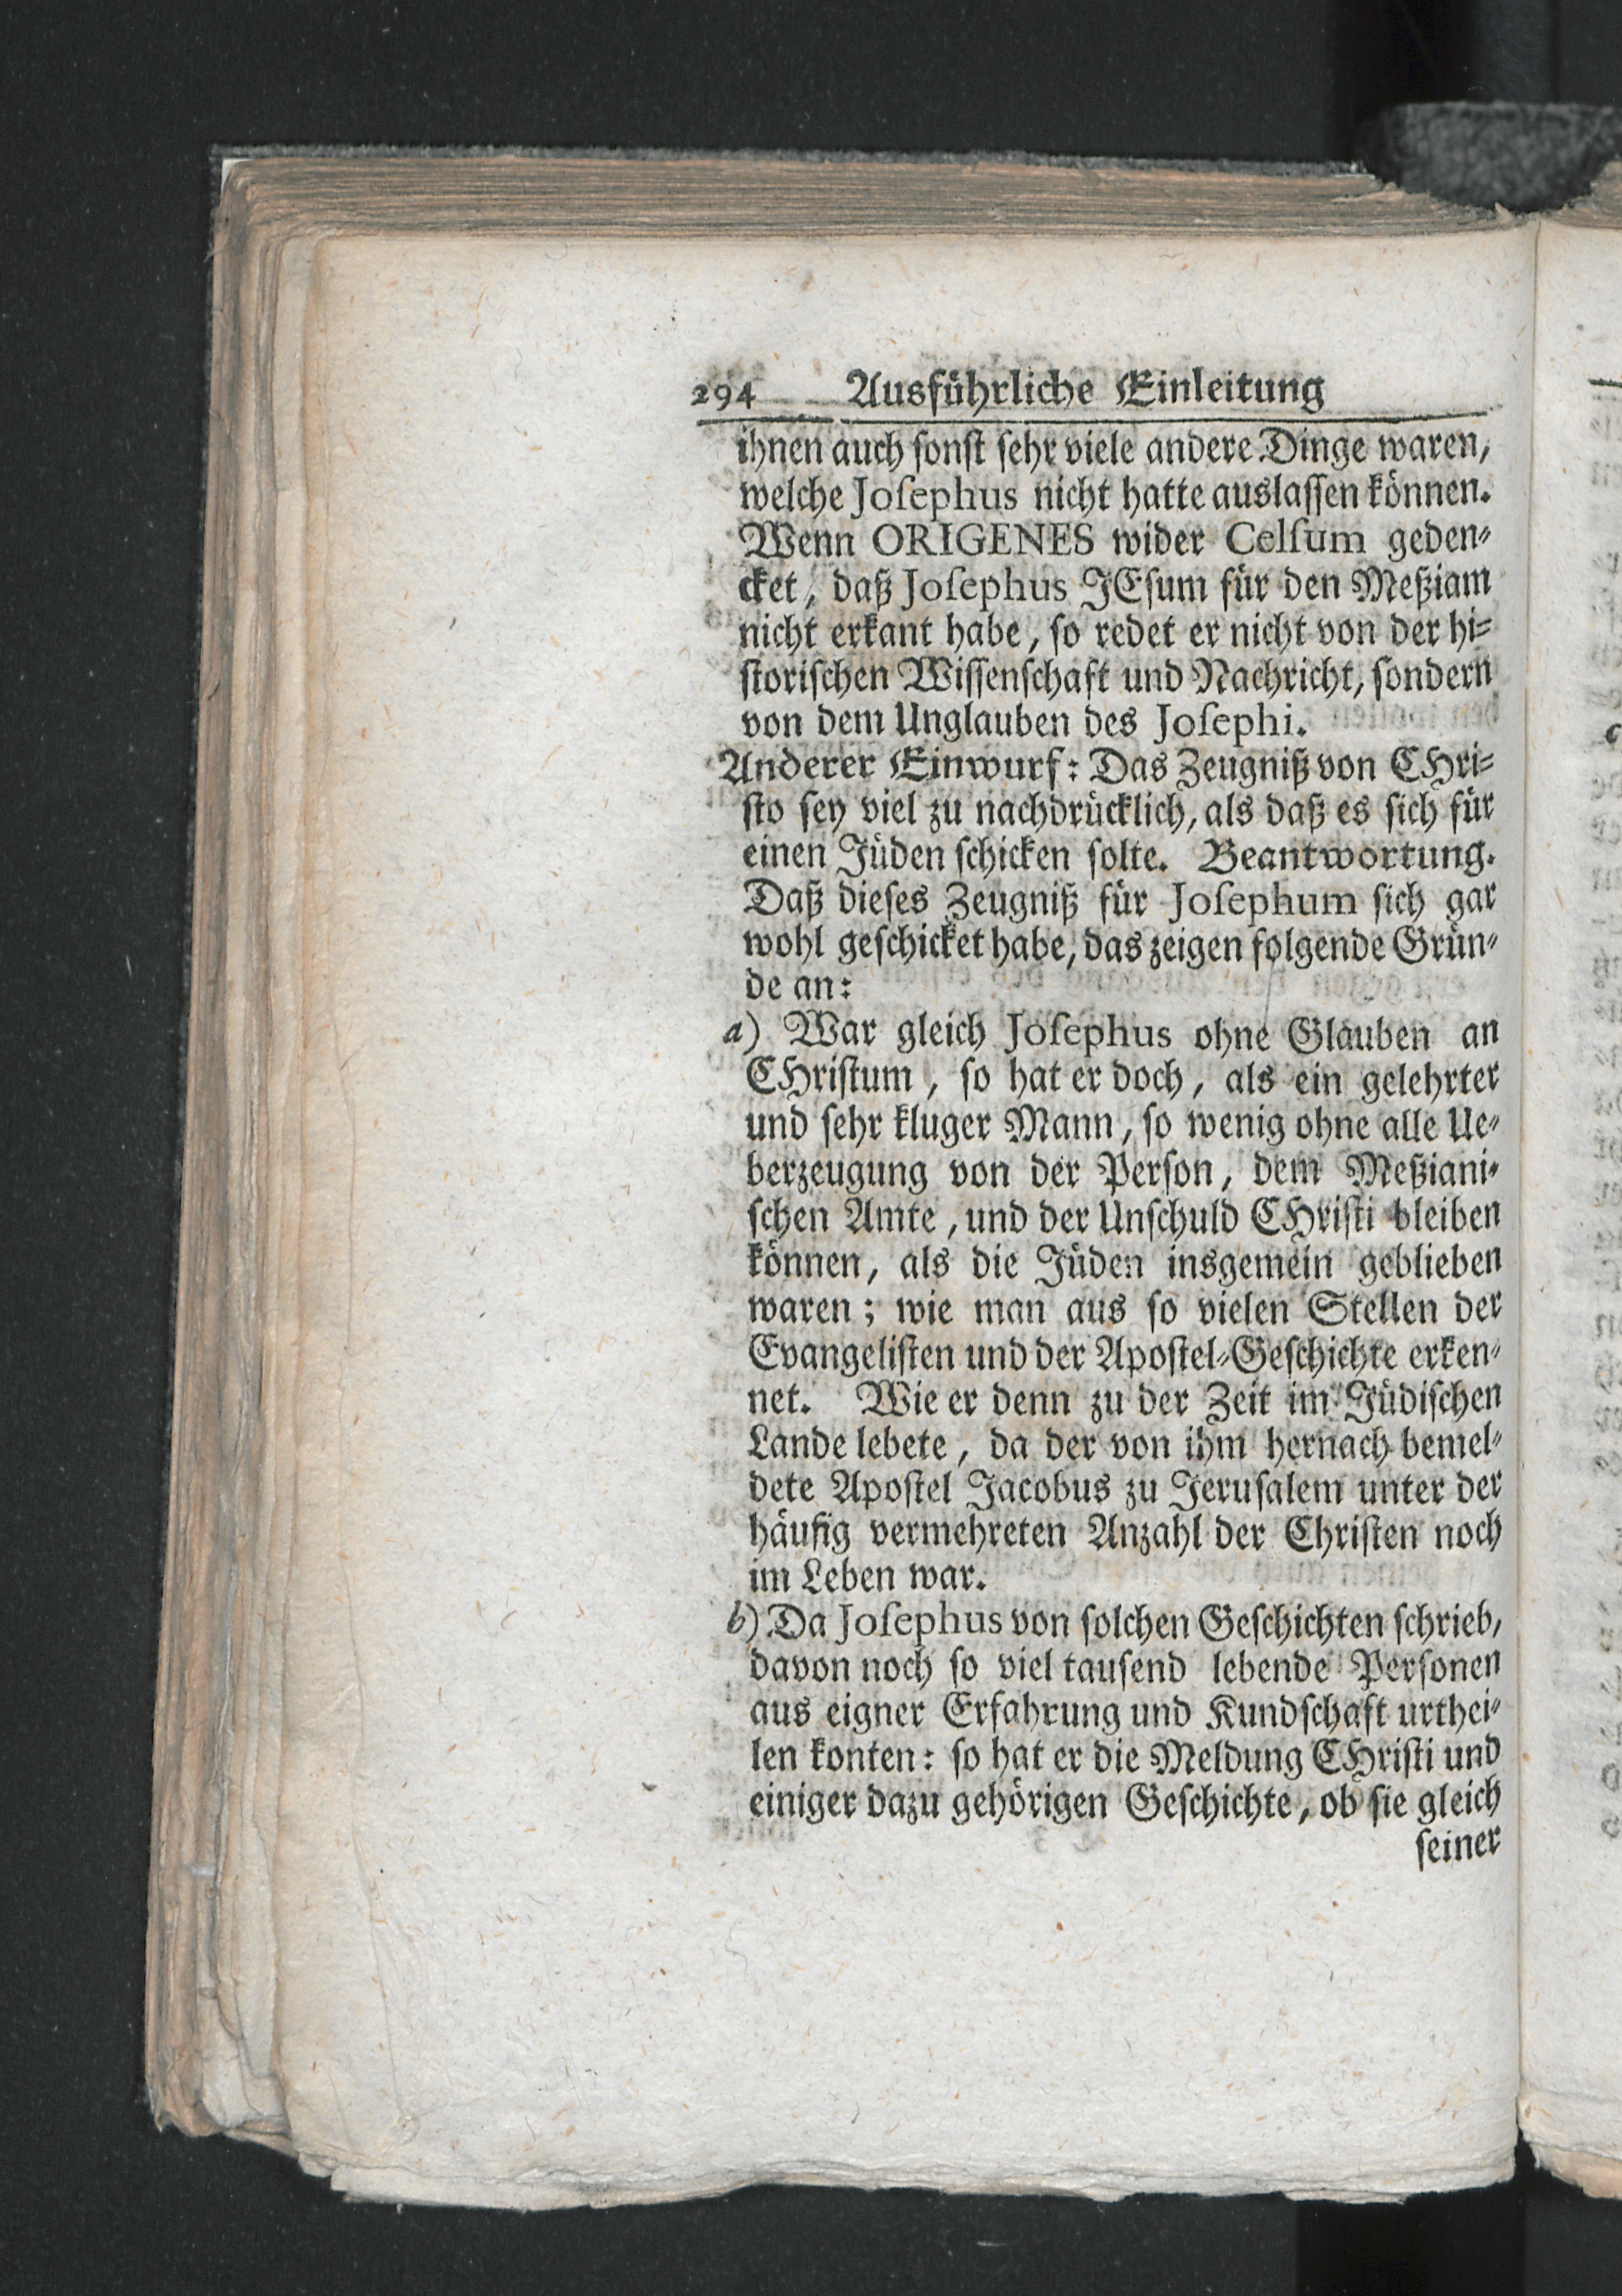 294 Ausführliche Einleitung
ihnen auch sonst sehr viele andere Dinge waren,
welche Josephus nicht hatte auslassen können.
Wenn ORIGENES wider Celsum geden-
cket, daß Josephus JEsum für den Meßiam
nicht erkant habe, so redet er nicht von der hi-
storischen Wissenschaft und Nachricht, sondern
von dem Unglauben des Josephi.
Anderer Einwurf: Das Zeugniß von CHri-
sto sey viel zu nachdrücklich, als daß es sich für
einen Jüden schicken solte. Beantwortung.
Daß dieses Zeugniß für Josephum sich gar
wohl geschicket habe, das zeigen folgende Grün-
de an:
a) War gleich Josephus ohne Glauben an
CHristum, so hat er doch, als ein gelehrter
und sehr kluger Mann, so wenig ohne alle Ue-
berzeugung von der Person, dem Meßiani-
schen Amte, und der Unschuld CHristi bleiben
können, als die Jüden insgemein geblieben
waren; wie man aus so vielen Stellen der
Evangelisten und der Apostel-Geschichte erken-
net. Wie er denn zu der Zeit im Jüdischen
Lande lebete, da der von ihm hernach bemel-
dete Apostel Jacobus zu Jerusalem unter der
häufig vermehreten Anzahl der Christen noch
im Leben war.
b) Da Josephus von solchen Geschichten schrieb,
davon noch so viel tausend lebende Personen
aus eigner Erfahrung und Kundschaft urthei-
len konten: so hat er die Meldung CHristi und
einiger dazu gehörigen Geschichte, ob sie gleich
seiner